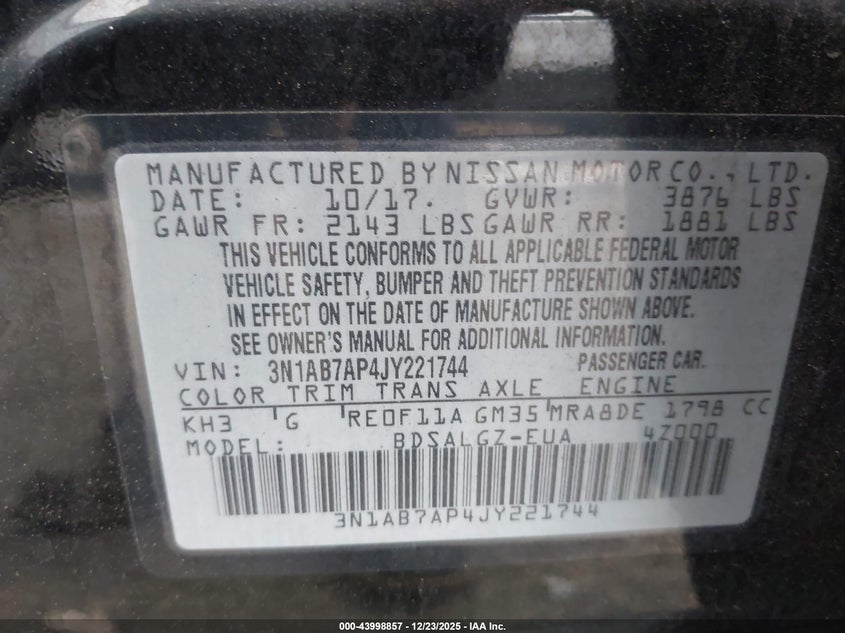 MANUFACTURED BY NISSAN MOTOR CO., LTD.
DATE: 10/17. GVWR: 3876 LBS
GAWR FR: 2143 LBS GAWR RR: 1881 LBS
THIS VEHICLE CONFORMS TO ALL APPLICABLE FEDERAL MOTOR
VEHICLE SAFETY, BUMPER AND THEFT PREVENTION STANDARDS
IN EFFECT ON THE DATE OF MANUFACTURE SHOWN ABOVE.
SEE OWNER'S MANUAL FOR ADDITIONAL INFORMATION.
VIN: 3N1AB7AP4JY221744 PASSENGER CAR.
COLOR TRIM TRANS AXLE ENGINE
KH3 G RE0F11A GM35 MRA8DE 1798 CC
MODEL: BDSALGZ-EUA 4Z000
3N1AB7AP4JY221744
000-43998857 - 12/23/2025 - IAA Inc.